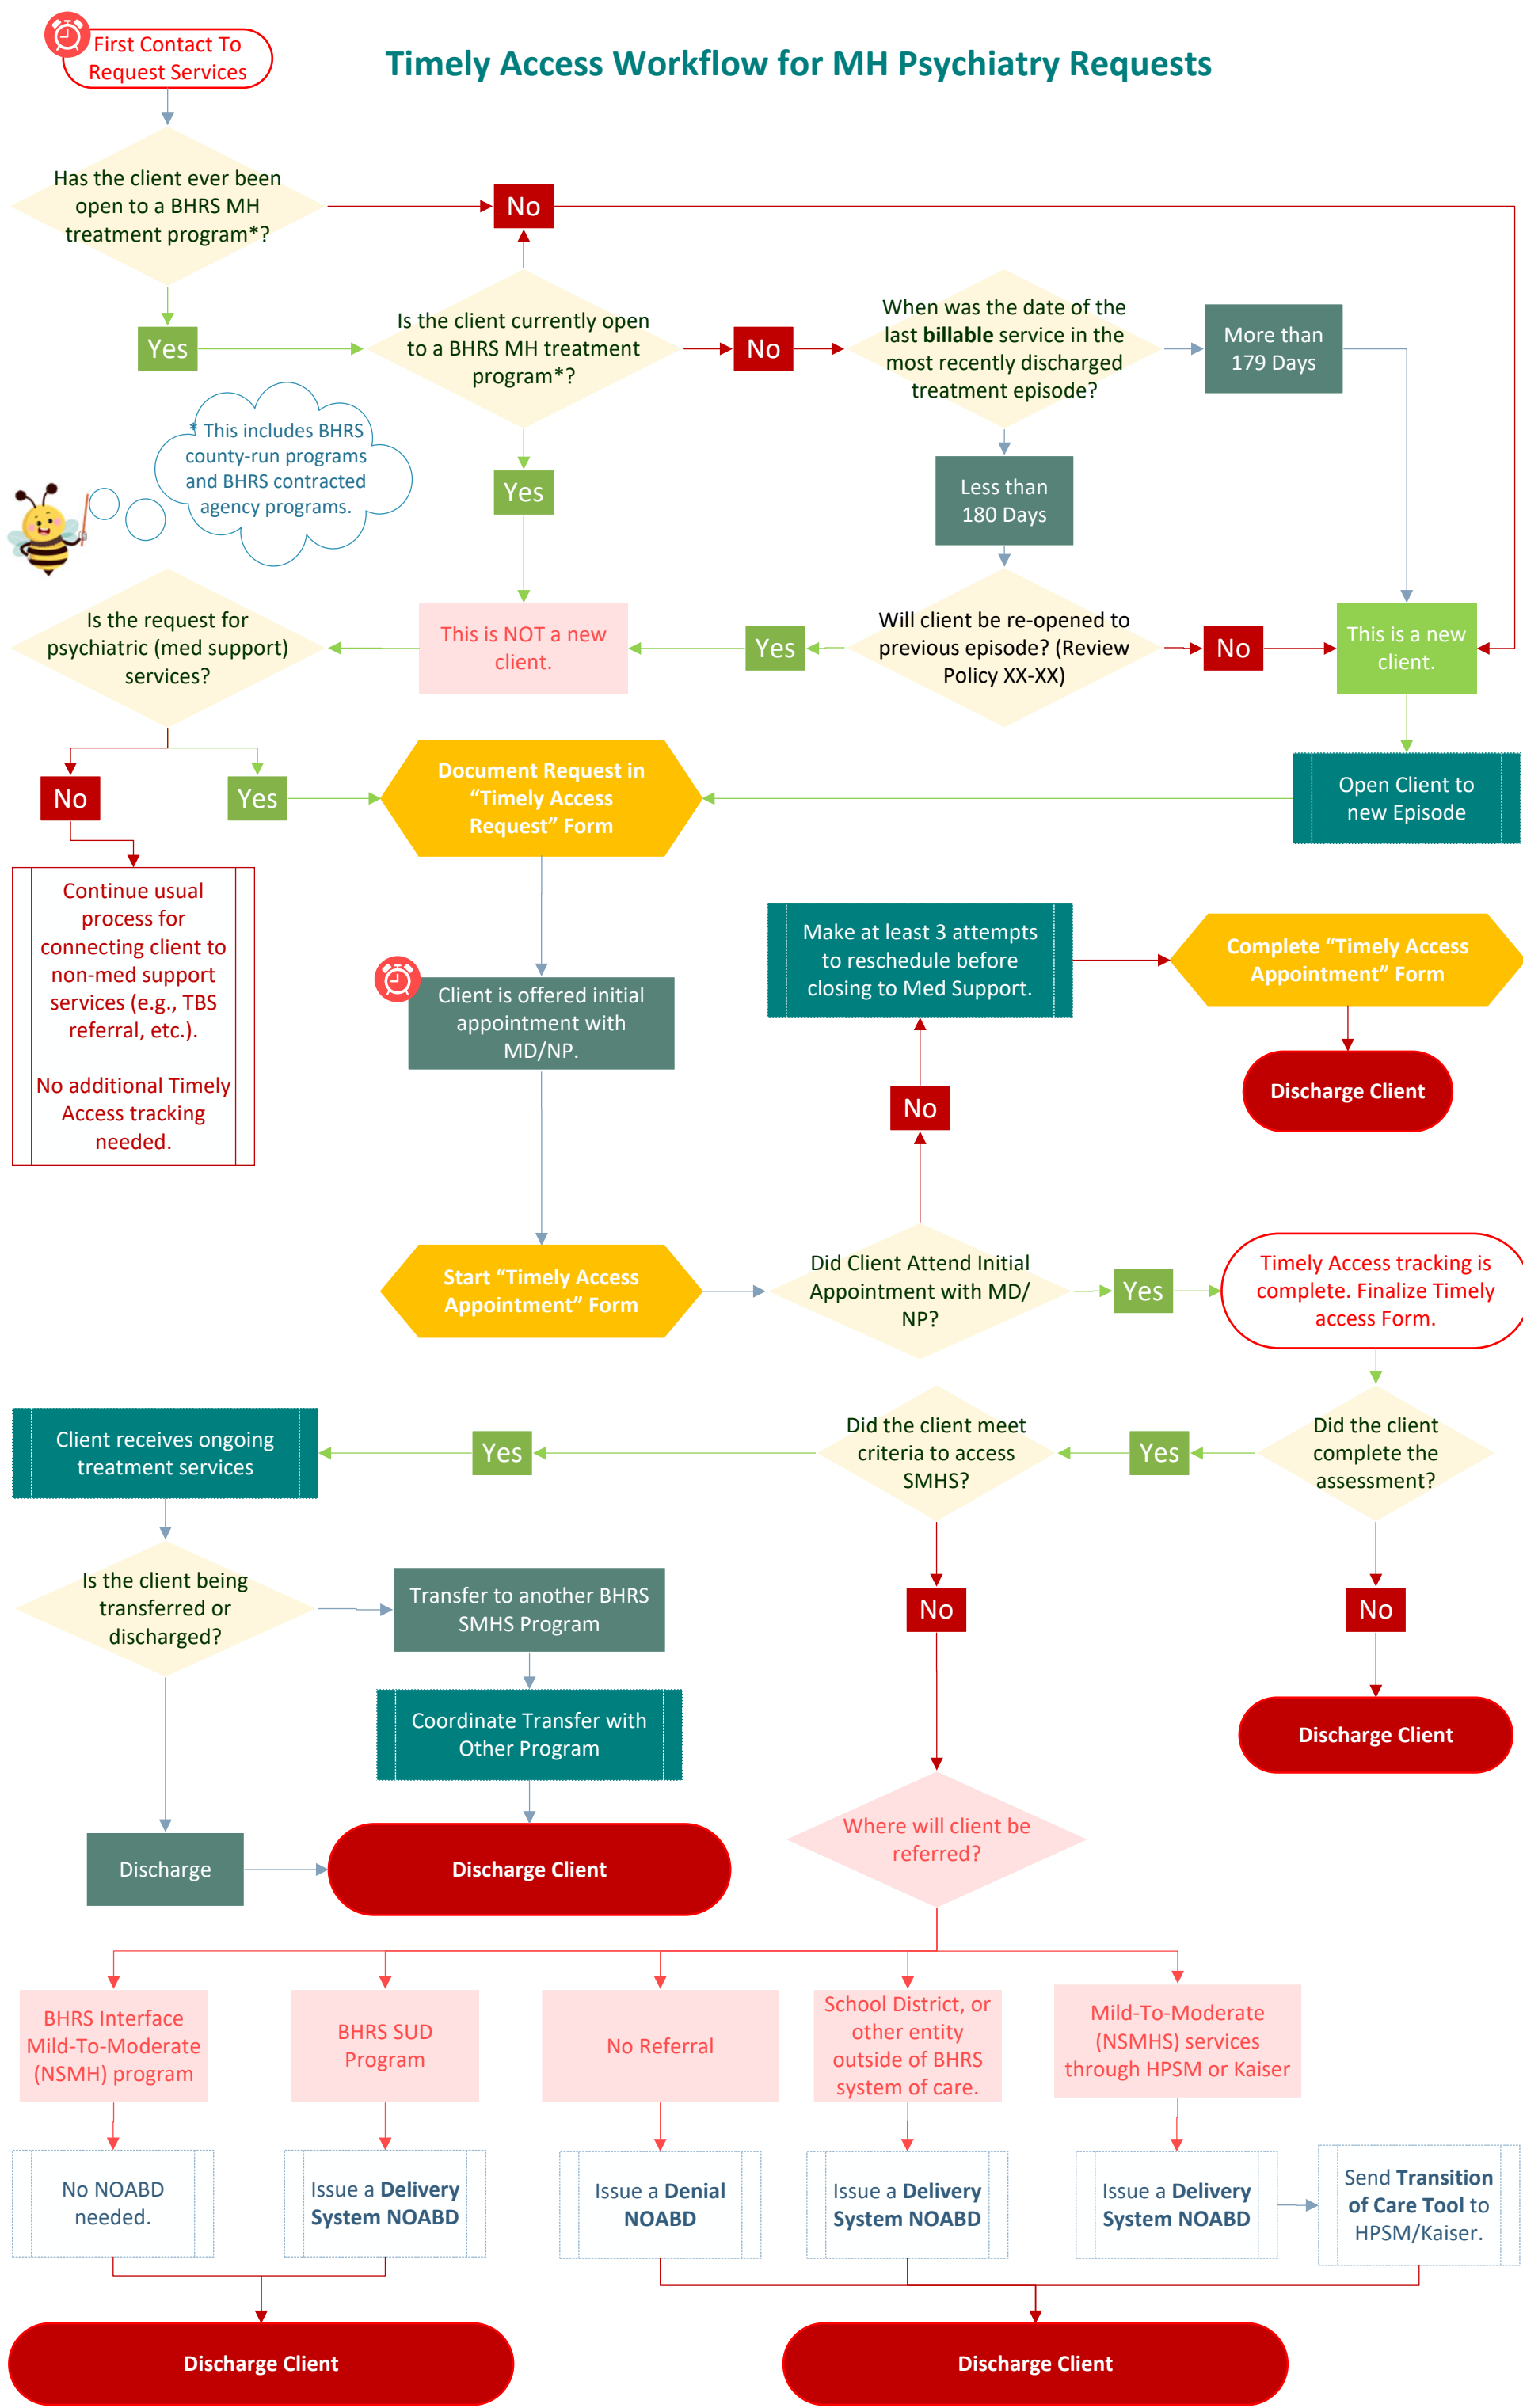 First Contact To
Request Services
Timely Access Workflow for MH Psychiatry Requests
Has the client ever been
open to a BHRS MH
treatment program*?
No
Yes
Is the client currently open
to a BHRS MH treatment
program*?
No
When was the date of the
last billable service in the
most recently discharged
treatment episode?
More than
179 Days
* This includes BHRS
county-run programs
and BHRS contracted
agency programs.
Yes
Less than
180 Days
Is the request for
psychiatric (med support)
services?
This is NOT a new
client.
Yes
Will client be re-opened to
previous episode? (Review
Policy XX-XX)
No
This is a new
client.
No
Yes
Document Request in
“Timely Access
Request” Form
Open Client to
new Episode
Continue usual
process for
connecting client to
non-med support
services (e.g., TBS
referral, etc.).
No additional Timely
Access tracking
needed.
Client is offered initial
appointment with
MD/NP.
Make at least 3 attempts
to reschedule before
closing to Med Support.
Complete “Timely Access
Appointment” Form
Discharge Client
No
Start “Timely Access
Appointment” Form
Did Client Attend Initial
Appointment with MD/
NP?
Yes
Timely Access tracking is
complete. Finalize Timely
access Form.
Client receives ongoing
treatment services
Yes
Did the client meet
criteria to access
SMHS?
Yes
Did the client
complete the
assessment?
Is the client being
transferred or
discharged?
Transfer to another BHRS
SMHS Program
No
No
Coordinate Transfer with
Other Program
Discharge Client
Discharge
Discharge Client
Where will client be
referred?
BHRS Interface
Mild-To-Moderate
(NSMH) program
BHRS SUD
Program
No Referral
School District, or
other entity
outside of BHRS
system of care.
Mild-To-Moderate
(NSMHS) services
through HPSM or Kaiser
No NOABD
needed.
Issue a Delivery
System NOABD
Issue a Denial
NOABD
Issue a Delivery
System NOABD
Issue a Delivery
System NOABD
Send Transition
of Care Tool to
HPSM/Kaiser.
Discharge Client
Discharge Client